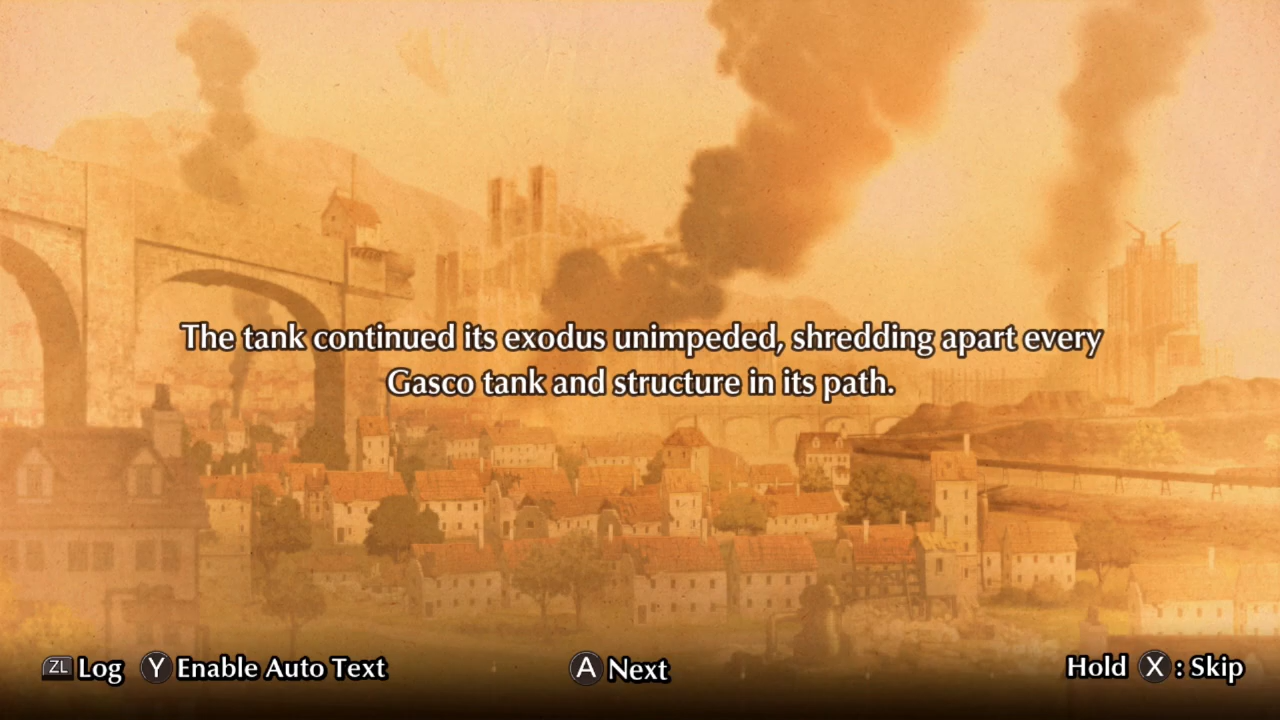 The tank continued its exodus unimpeded, shredding apart every
Gasco tank and structure in its path.
ZL Log Y Enable Auto Text A Next Hold X : Skip